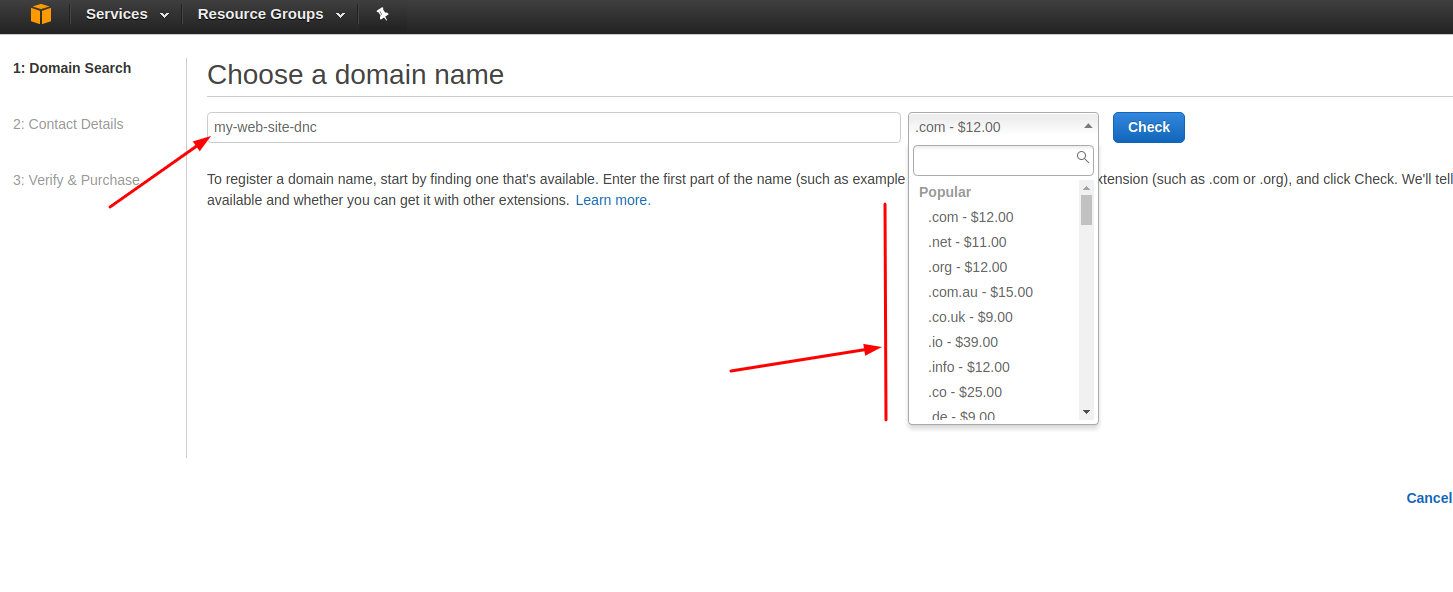 Services
Resource Groups
1: Domain Search
2: Contact Details
3: Verify & Purchase
Choose a domain name
my-web-site-dnc
.com - $12.00
Check
To register a domain name, start by finding one that's available. Enter the first part of the name (such as example
xtension (such as .com or .org), and click Check. We'll tell
available and whether you can get it with other extensions. Learn more.
Popular
.com - $12.00
.net - $11.00
.org - $12.00
.com.au - $15.00
.co.uk - $9.00
.io - $39.00
.info - $12.00
.co - $25.00
.de - $9.00
Cancel